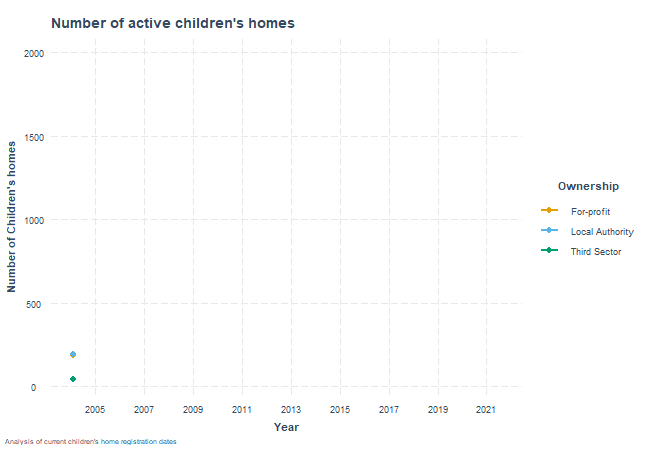 Number of active children's homes
Number of Children's homes
2000
1500
1000
500
0
2005 2007 2009 2011 2013 2015 2017 2019 2021
Year
Ownership
For-profit
Local Authority
Third Sector
Analysis of current children's home registration dates